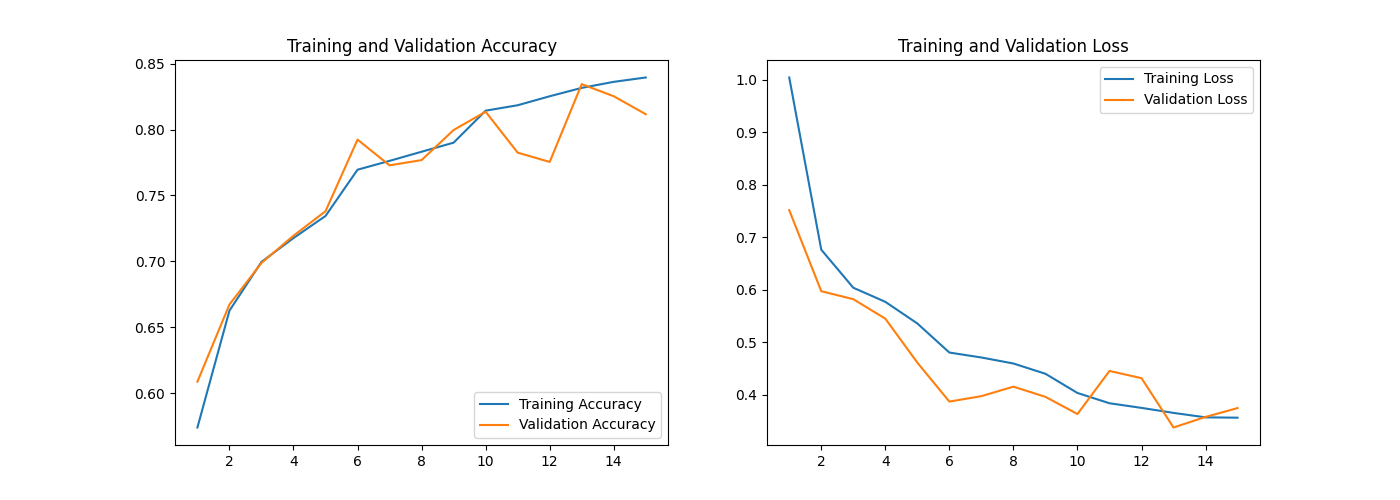 Training and Validation Accuracy
0.85
0.80
0.75
0.70
0.65
0.60
2 4 6 8 10 12 14
Training Accuracy
Validation Accuracy
Training and Validation Loss
1.0
0.9
0.8
0.7
0.6
0.5
0.4
2 4 6 8 10 12 14
Training Loss
Validation Loss